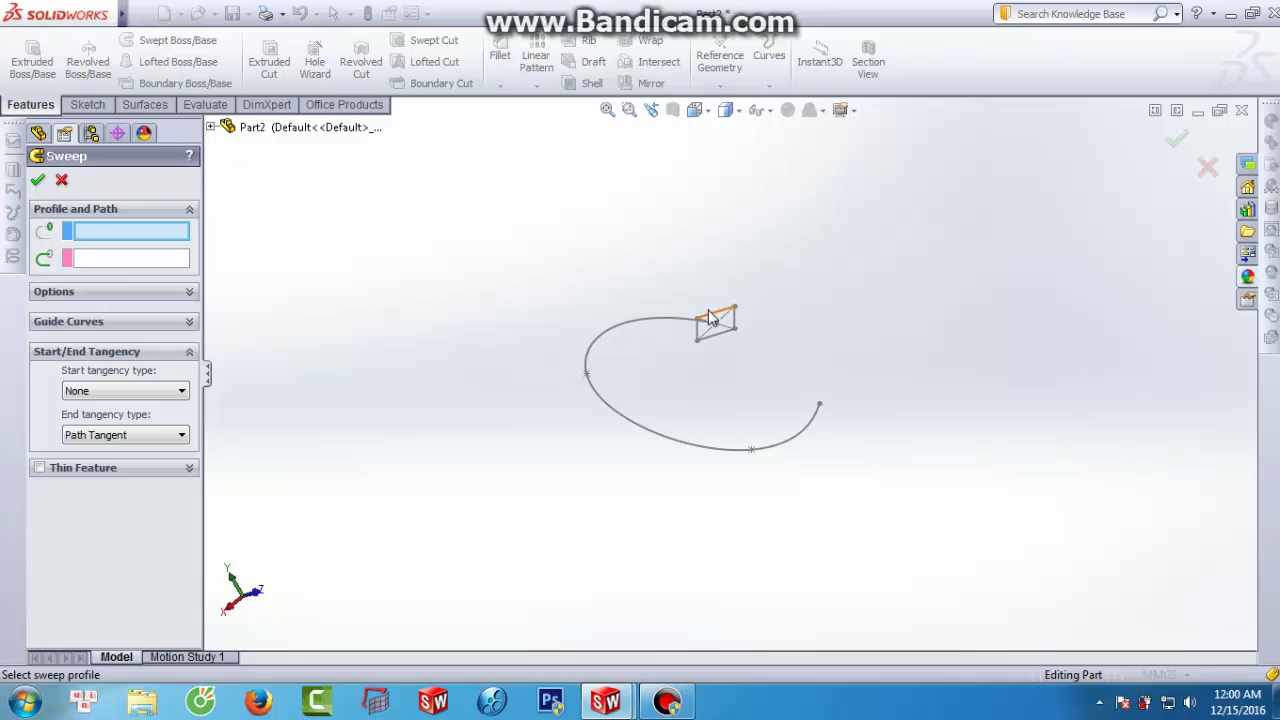 SOLIDWORKS
www.Bandicam.com
Part2 *
Search Knowledge Base
Extruded Boss/Base
Revolved Boss/Base
Swept Boss/Base
Lofted Boss/Base
Boundary Boss/Base
Extruded Cut
Hole Wizard
Revolved Cut
Swept Cut
Lofted Cut
Boundary Cut
Fillet
Linear Pattern
Rib
Draft
Shell
Wrap
Intersect
Mirror
Reference Geometry
Curves
Instant3D
Section View
Features
Sketch
Surfaces
Evaluate
DimXpert
Office Products
Part2 (Default<<Default>_...
Sweep
?
Profile and Path
Options
Guide Curves
Start/End Tangency
Start tangency type:
None
End tangency type:
Path Tangent
Thin Feature
Y
Z
X
Model
Motion Study 1
Select sweep profile
Editing Part
MMGS
12:00 AM
12/15/2016